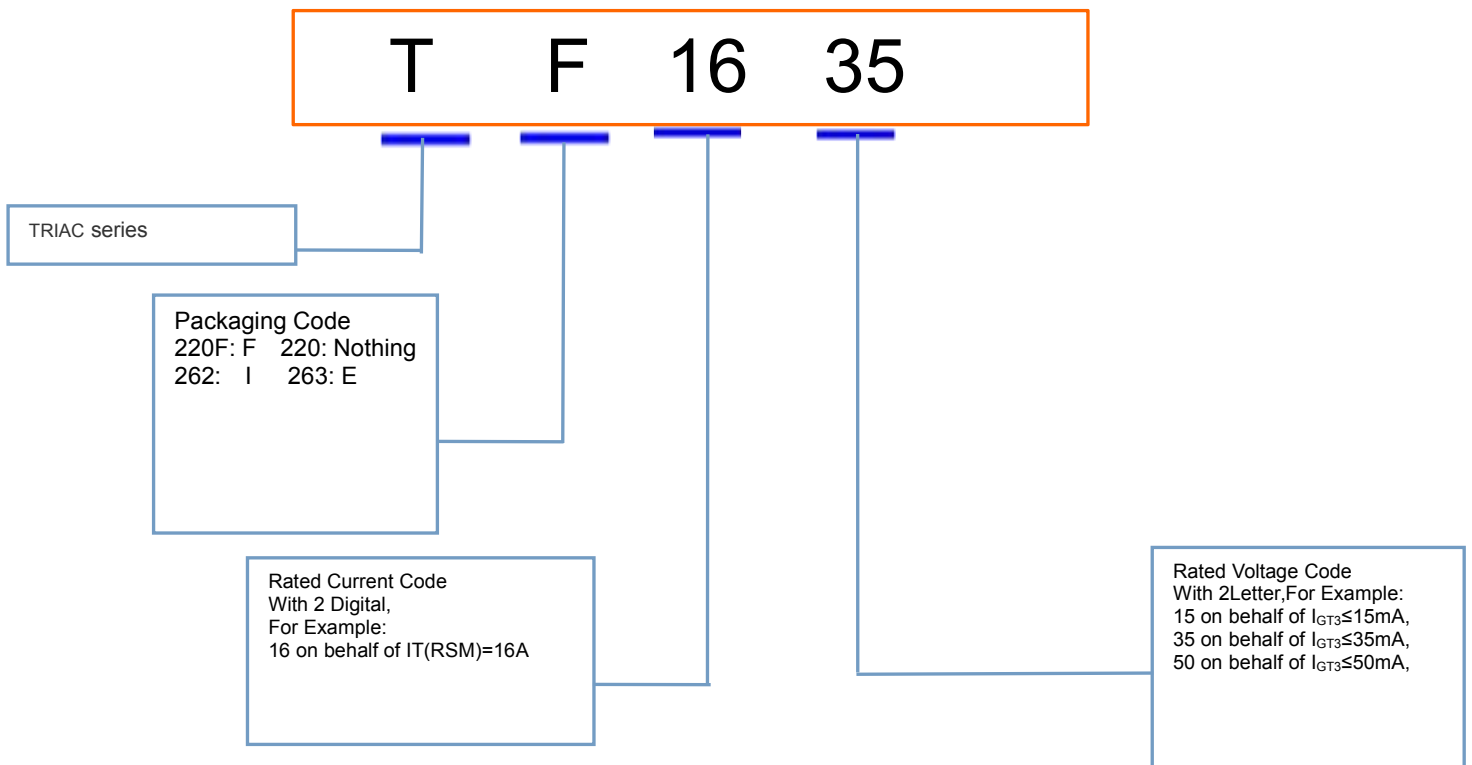 T F 16 35
TRIAC series
Packaging Code
220F: F 220: Nothing
262: I 263: E
Rated Current Code
With 2 Digital,
For Example:
16 on behalf of IT(RSM)=16A
Rated Voltage Code
With 2Letter,For Example:
15 on behalf of IGT3≤15mA,
35 on behalf of IGT3≤35mA,
50 on behalf of IGT3≤50mA,